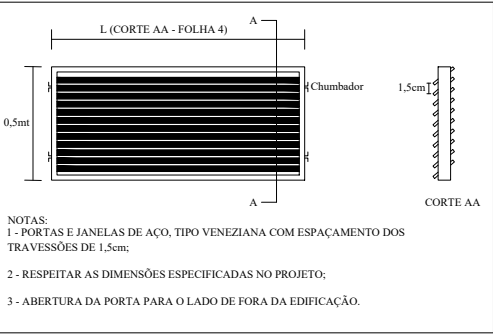 A
L (CORTE AA - FOLHA 4)
Chumbador
1,5cm
0,5mt
A
CORTE AA
NOTAS:
1 - PORTAS E JANELAS DE AÇO, TIPO VENEZIANA COM ESPAÇAMENTO DOS
TRAVESSÕES DE 1,5cm;
2 - RESPEITAR AS DIMENSÕES ESPECIFICADAS NO PROJETO;
3 - ABERTURA DA PORTA PARA O LADO DE FORA DA EDIFICAÇÃO.